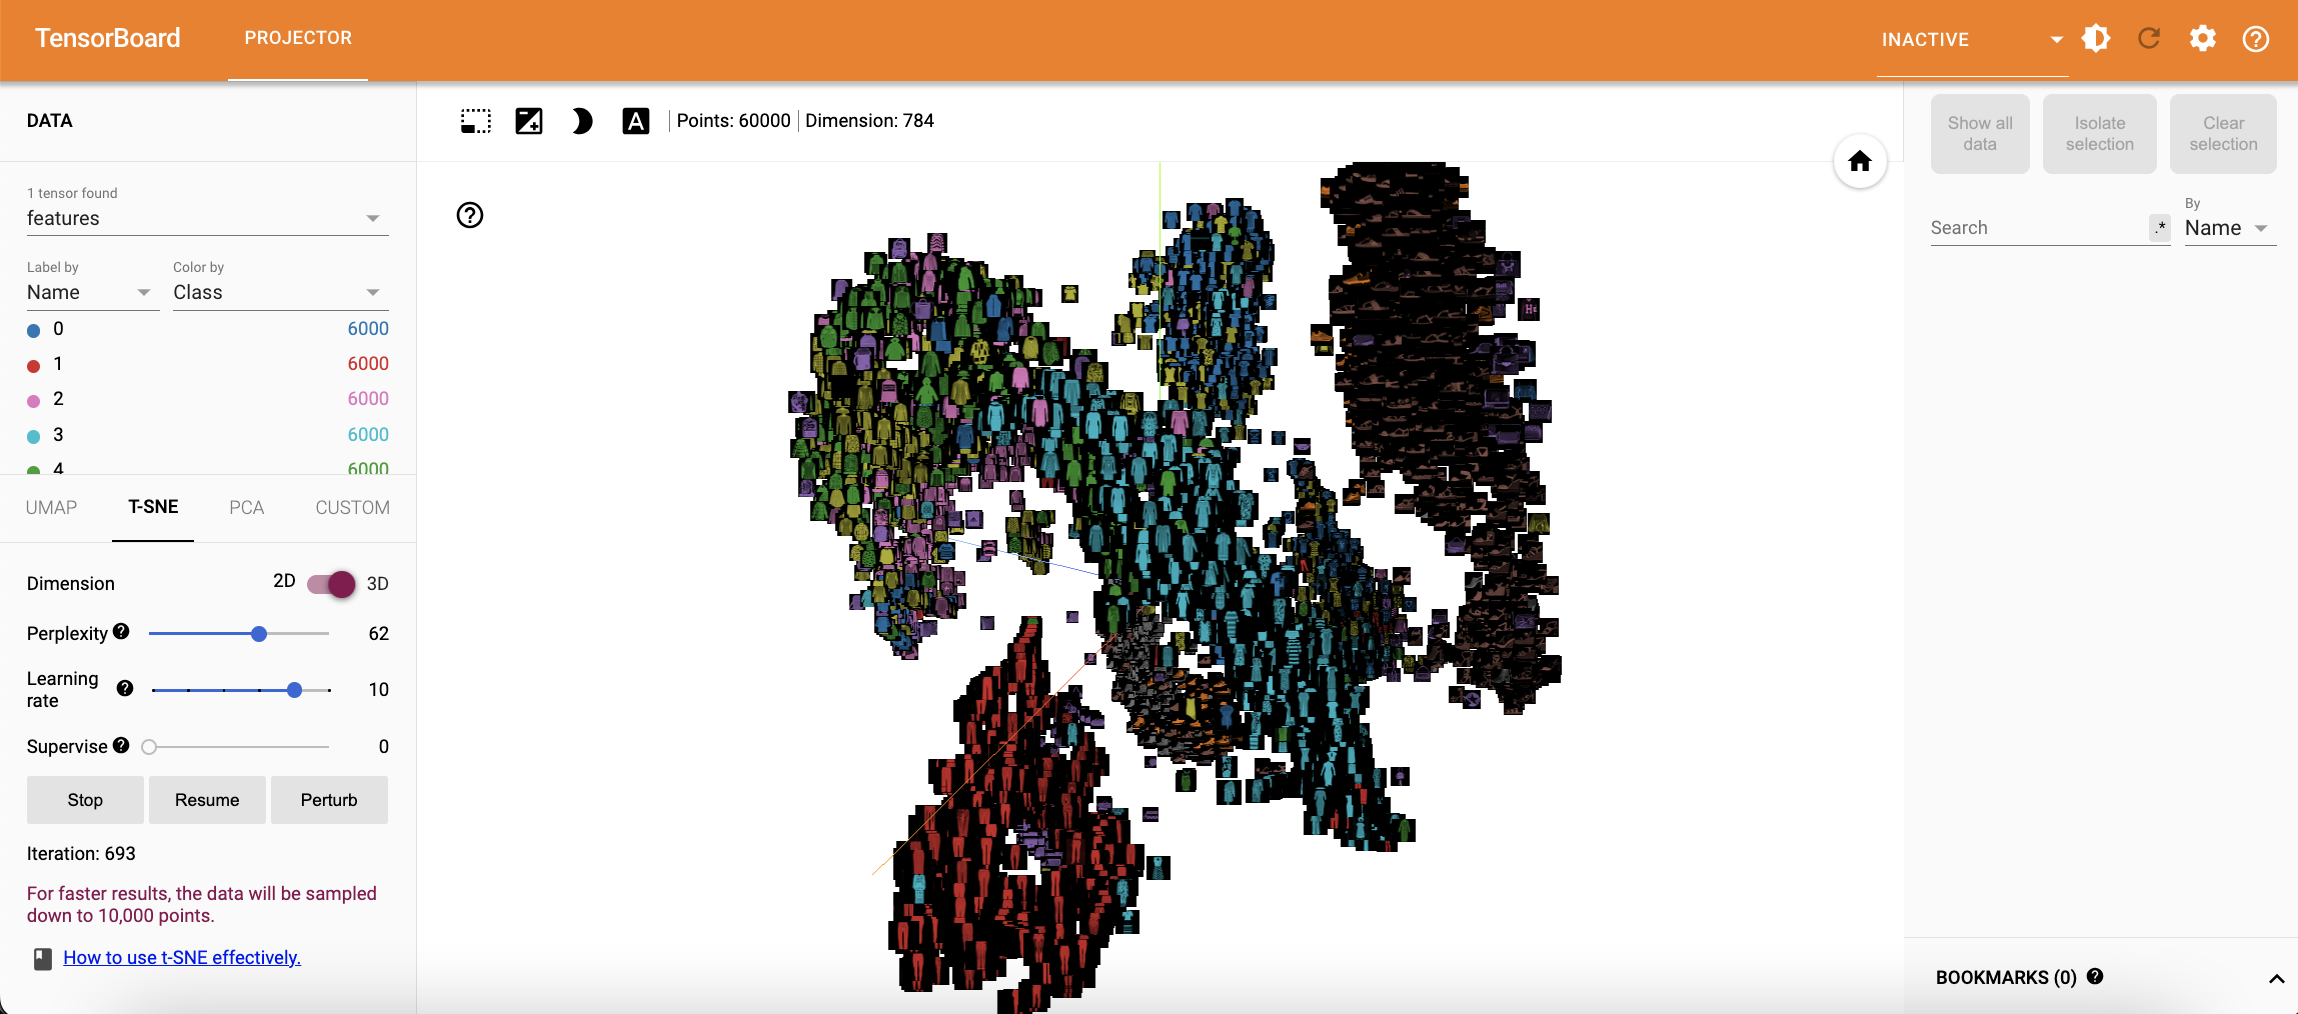 TensorBoard
PROJECTOR
INACTIVE
DATA
Points: 60000
Dimension: 784
Show all
data
Isolate
selection
Clear
selection
1 tensor found
features
Label by
Name
Color by
Class
0 6000
1 6000
2 6000
3 6000
4 6000
Search
.*
By
Name
UMAP
T-SNE
PCA
CUSTOM
Dimension
2D
3D
Perplexity
62
Learning
rate
10
Supervise
0
Stop
Resume
Perturb
Iteration: 693
For faster results, the data will be sampled
down to 10,000 points.
How to use t-SNE effectively.
BOOKMARKS (0)